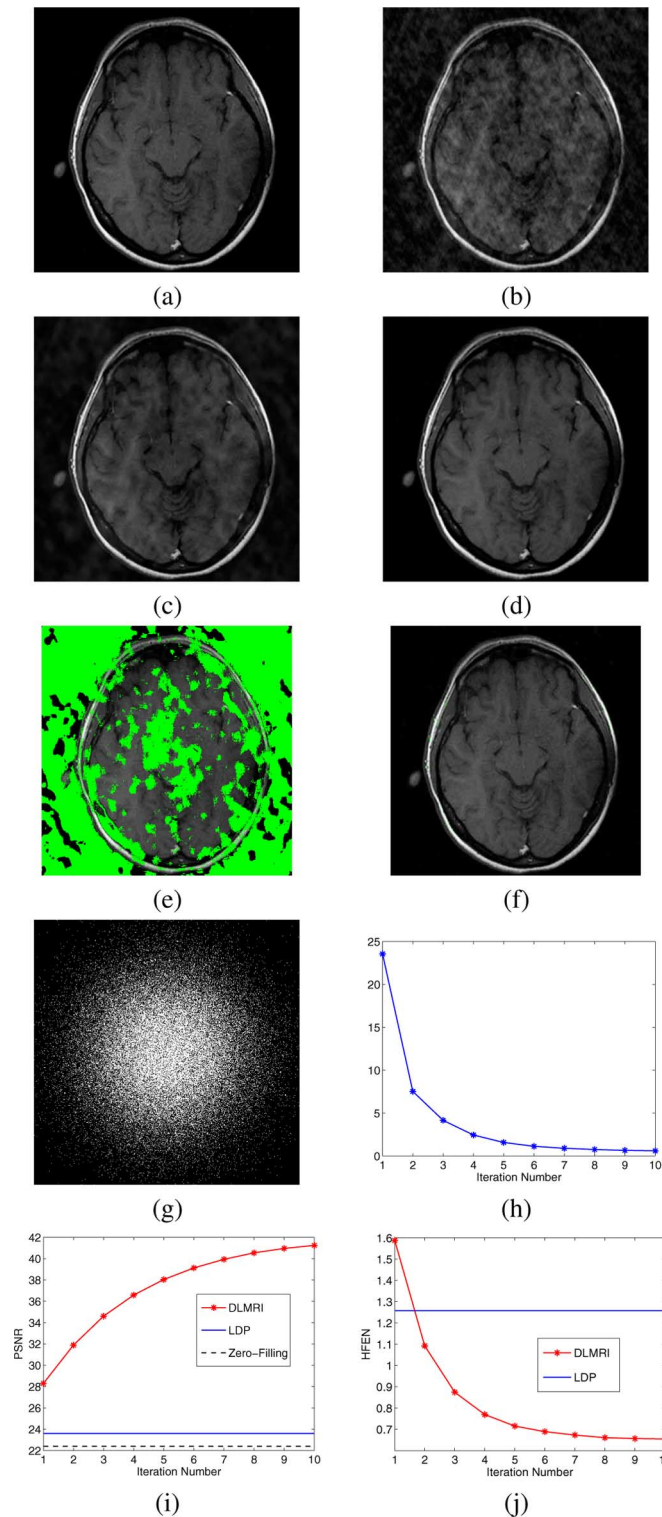 (a)
(b)
(c)
(d)
(e)
(f)
(g)
25
20
15
10
5
0
1 2 3 4 5 6 7 8 9 10
Iteration Number
(h)
42
40
38
36
34
32
30
28
26
24
22
PSNR
DLMRI
LDP
Zero-Filling
1 2 3 4 5 6 7 8 9 10
Iteration Number
(i)
1.6
1.5
1.4
1.3
1.2
1.1
1
0.9
0.8
0.7
HFEN
DLMRI
LDP
1 2 3 4 5 6 7 8 9
Iteration Number
(j)